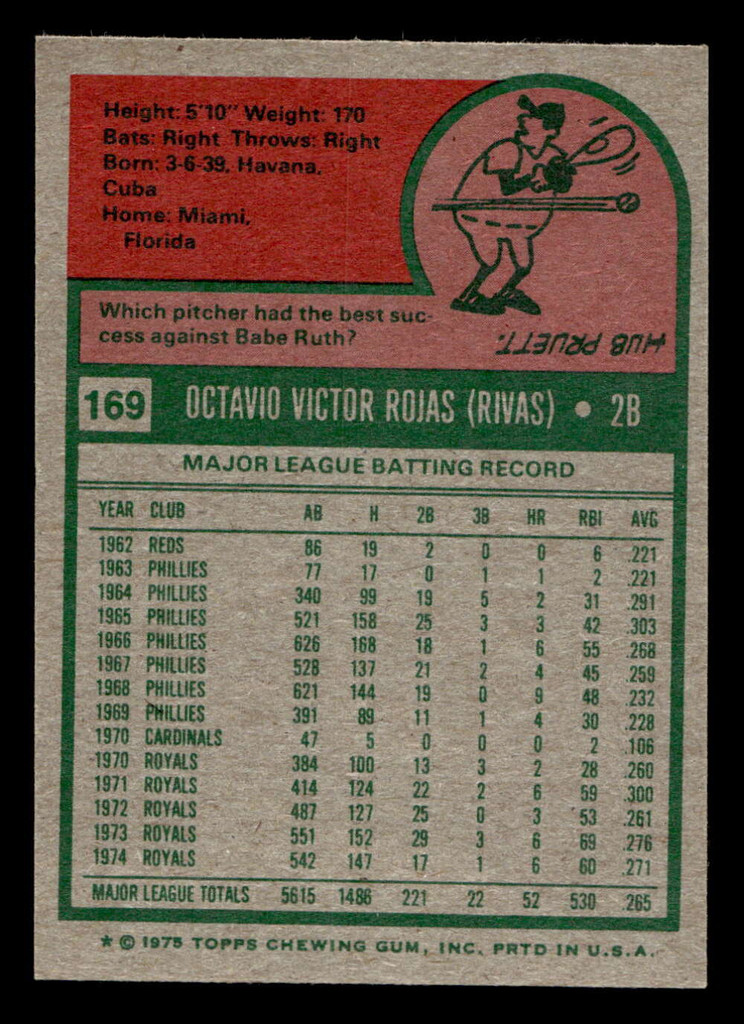 Height: 5'10" Weight: 170
Bats: Right Throws: Right
Born: 3-6-39, Havana,
Cuba
Home: Miami,
Florida
Which pitcher had the best suc-
cess against Babe Ruth?
HUB PRUETT.
169 OCTAVIO VICTOR ROJAS (RIVAS) • 2B
MAJOR LEAGUE BATTING RECORD
YEAR CLUB AB H 2B 3B HR RBI AVG
1962 REDS 86 19 2 0 0 6 .221
1963 PHILLIES 77 17 0 1 1 2 .221
1964 PHILLIES 340 99 19 5 2 31 .291
1965 PHILLIES 521 158 25 3 3 42 .303
1966 PHILLIES 626 168 18 1 6 55 .268
1967 PHILLIES 528 137 21 2 4 45 .259
1968 PHILLIES 621 144 19 0 9 48 .232
1969 PHILLIES 391 89 11 1 4 30 .228
1970 CARDINALS 47 5 0 0 0 2 .106
1970 ROYALS 384 100 13 3 2 28 .260
1971 ROYALS 414 124 22 2 6 59 .300
1972 ROYALS 487 127 25 0 3 53 .261
1973 ROYALS 551 152 29 3 6 69 .276
1974 ROYALS 542 147 17 1 6 60 .271
MAJOR LEAGUE TOTALS 5615 1486 221 22 52 530 .265
* © 1975 TOPPS CHEWING GUM, INC. PRTD IN U.S.A.